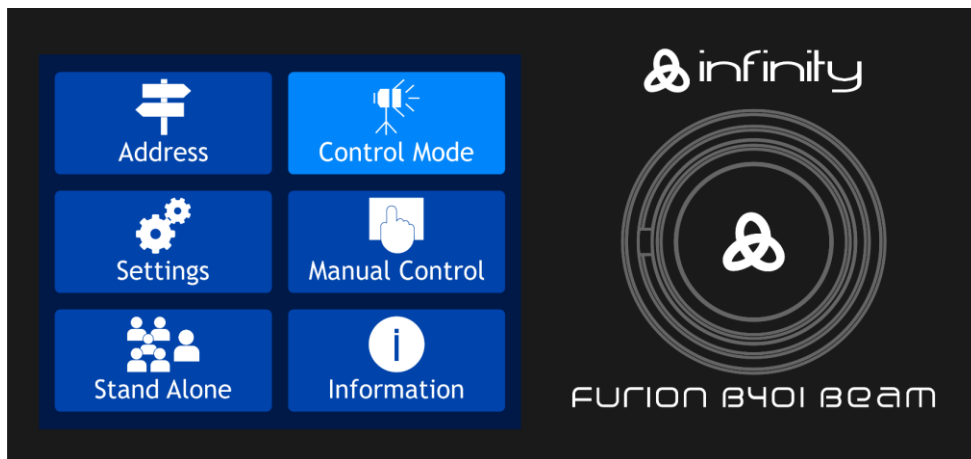 Address
Control Mode
Settings
Manual Control
Stand Alone
i
Information
infinity
FURION B401 BEAM